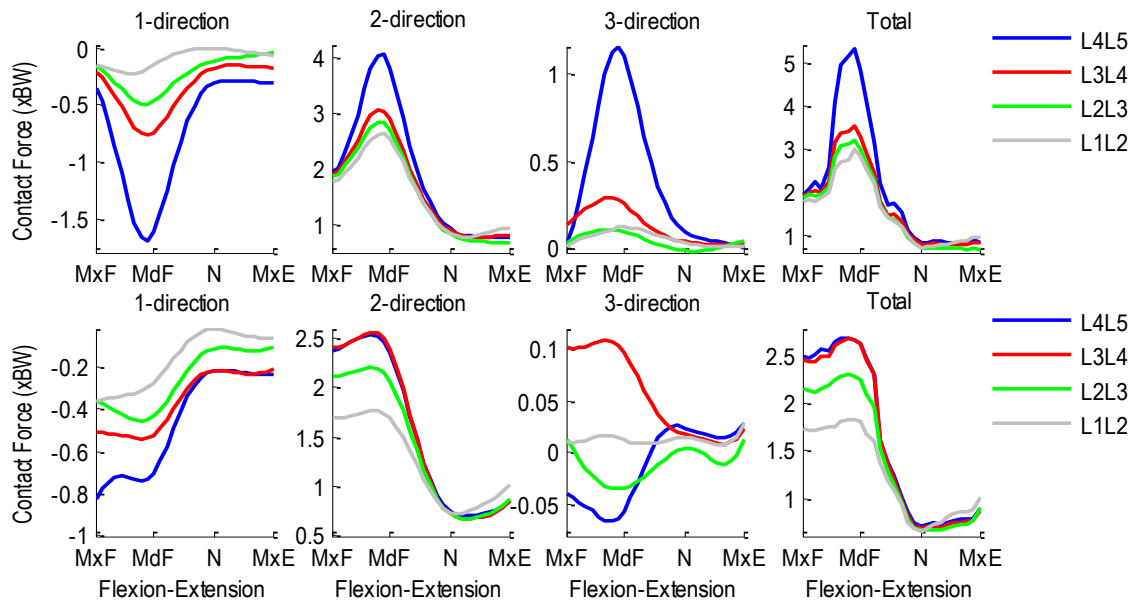 1-direction 2-direction 3-direction Total
Contact Force (xBW)
0
-0.5
-1
-1.5
MxF MdF N MxE
4
3
2
1
MxF MdF N MxE
1
0.5
0
MxF MdF N MxE
5
4
3
2
1
MxF MdF N MxE
L4L5
L3L4
L2L3
L1L2
1-direction 2-direction 3-direction Total
Contact Force (xBW)
-0.2
-0.4
-0.6
-0.8
-1
MxF MdF N MxE
Flexion-Extension
2.5
2
1.5
1
0.5
MxF MdF N MxE
Flexion-Extension
0.1
0.05
0
-0.05
MxF MdF N MxE
Flexion-Extension
2.5
2
1.5
1
MxF MdF N MxE
Flexion-Extension
L4L5
L3L4
L2L3
L1L2